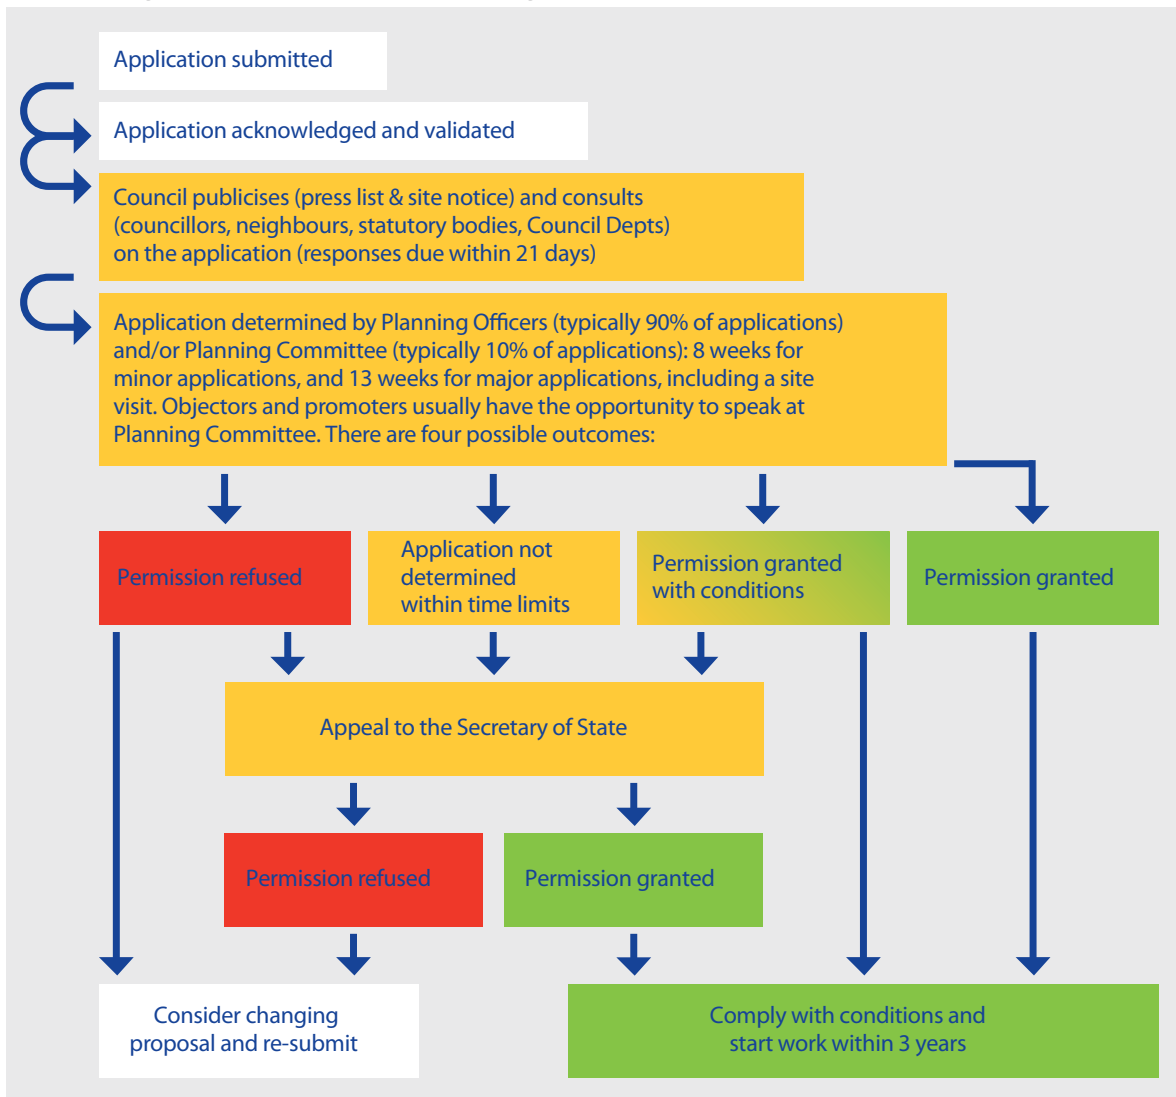 Application submitted
Application acknowledged and validated
Council publicises (press list & site notice) and consults
(councillors, neighbours, statutory bodies, Council Depts)
on the application (responses due within 21 days)
Application determined by Planning Officers (typically 90% of applications)
and/or Planning Committee (typically 10% of applications): 8 weeks for
minor applications, and 13 weeks for major applications, including a site
visit. Objectors and promoters usually have the opportunity to speak at
Planning Committee. There are four possible outcomes:
Permission refused
Application not
determined
within time limits
Permission granted
with conditions
Permission granted
Appeal to the Secretary of State
Permission refused
Permission granted
Consider changing
proposal and re-submit
Comply with conditions and
start work within 3 years